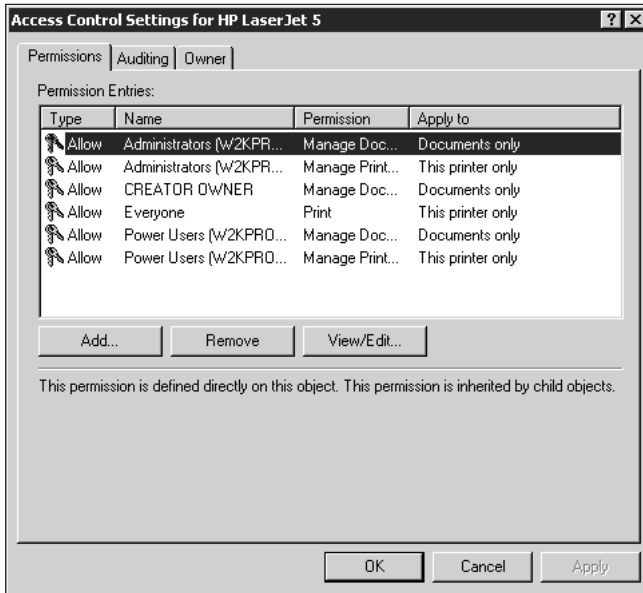 Access Control Settings for HP LaserJet 5
Permissions Auditing Owner
Permission Entries:
Type Name Permission Apply to
Allow Administrators (W2KPR... Manage Doc... Documents only
Allow Administrators (W2KPR... Manage Print... This printer only
Allow CREATOR OWNER Manage Doc... Documents only
Allow Everyone Print This printer only
Allow Power Users (W2KPRO... Manage Doc... Documents only
Allow Power Users (W2KPRO... Manage Print... This printer only
Add... Remove View/Edit...
This permission is defined directly on this object. This permission is inherited by child objects.
OK Cancel Apply